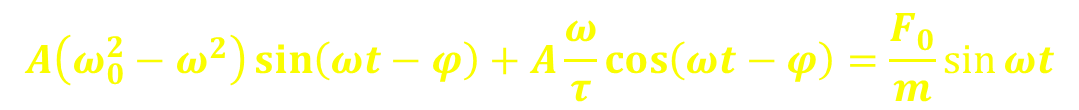 A(ω₀² − ω²) sin(ωt − φ) + A ω/τ cos(ωt − φ) = F₀/m sin ωt